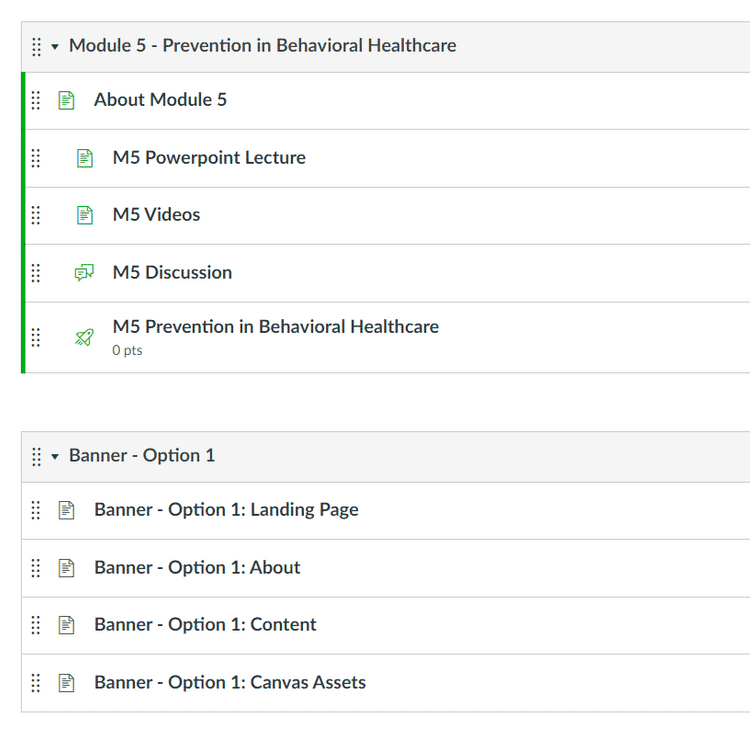 Module 5 - Prevention in Behavioral Healthcare
About Module 5
M5 Powerpoint Lecture
M5 Videos
M5 Discussion
M5 Prevention in Behavioral Healthcare
0 pts
Banner - Option 1
Banner - Option 1: Landing Page
Banner - Option 1: About
Banner - Option 1: Content
Banner - Option 1: Canvas Assets